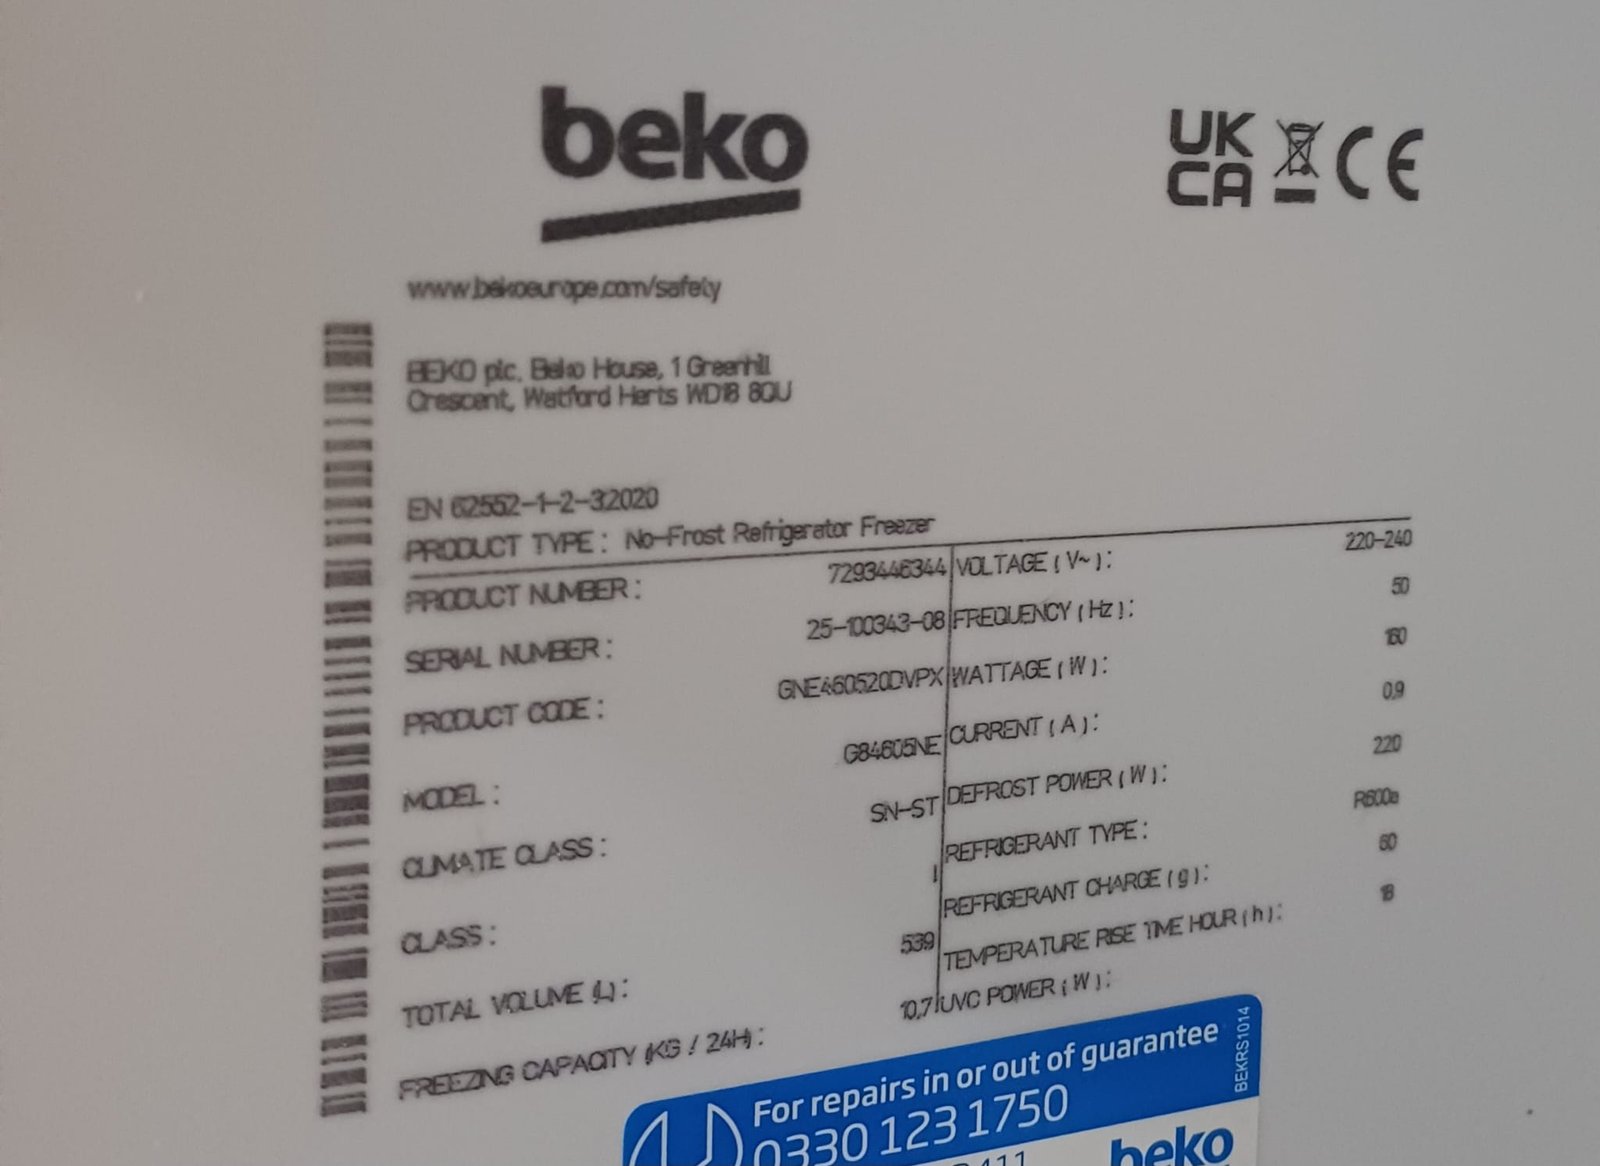 beko
UK
CA
CE
www.bekoeurope.com/safety
BEKO plc. Beko House, 1 Greenhill
Crescent, Watford Herts WD18 8QU
EN 62552-1-2-3:2020
PRODUCT TYPE : No-Frost Refrigerator Freezer
PRODUCT NUMBER : 7293446344
SERIAL NUMBER : 25-100343-08
PRODUCT CODE : GNE460520DVPX
MODEL : G84605NE
CLIMATE CLASS : SN-ST
CLASS : I
TOTAL VOLUME (L) : 539
FREEZING CAPACITY (KG / 24H) : 10,7
VOLTAGE ( V~ ) : 220-240
FREQUENCY ( Hz ) : 50
WATTAGE ( W ) :
CURRENT ( A ) : 0,9
DEFROST POWER ( W ) : 220
REFRIGERANT TYPE : R600a
REFRIGERANT CHARGE ( g ) : 60
TEMPERATURE RISE TIME HOUR ( h ) : 18
UVC POWER ( W ) :
For repairs in or out of guarantee
0330 123 1750
BEKRS1014
beko